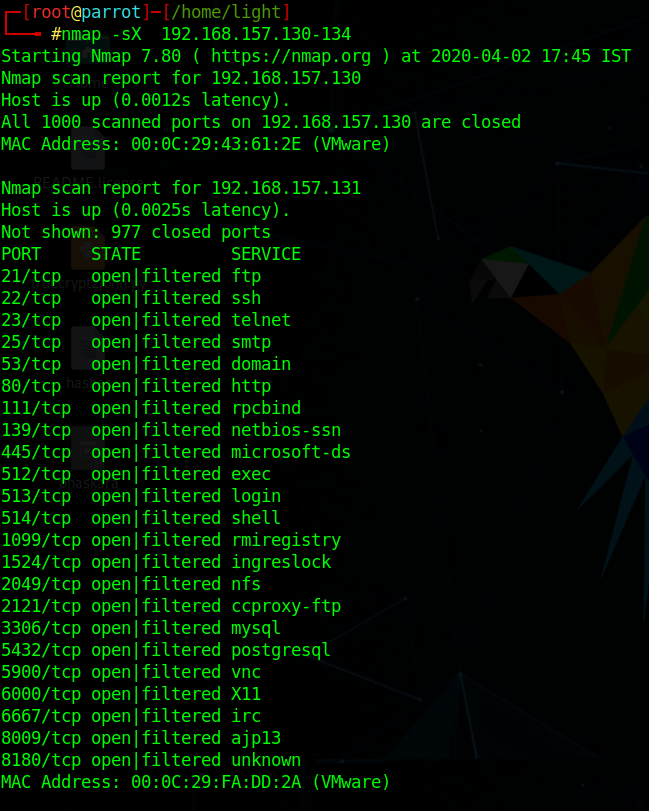 ┌─[root@parrot]─[/home/light]
└──╼ #nmap -sX  192.168.157.130-134
Starting Nmap 7.80 ( https://nmap.org ) at 2020-04-02 17:45 IST
Nmap scan report for 192.168.157.130
Host is up (0.0012s latency).
All 1000 scanned ports on 192.168.157.130 are closed
MAC Address: 00:0C:29:43:61:2E (VMware)

Nmap scan report for 192.168.157.131
Host is up (0.0025s latency).
Not shown: 977 closed ports
PORT     STATE         SERVICE
21/tcp   open|filtered ftp
22/tcp   open|filtered ssh
23/tcp   open|filtered telnet
25/tcp   open|filtered smtp
53/tcp   open|filtered domain
80/tcp   open|filtered http
111/tcp  open|filtered rpcbind
139/tcp  open|filtered netbios-ssn
445/tcp  open|filtered microsoft-ds
512/tcp  open|filtered exec
513/tcp  open|filtered login
514/tcp  open|filtered shell
1099/tcp open|filtered rmiregistry
1524/tcp open|filtered ingreslock
2049/tcp open|filtered nfs
2121/tcp open|filtered ccproxy-ftp
3306/tcp open|filtered mysql
5432/tcp open|filtered postgresql
5900/tcp open|filtered vnc
6000/tcp open|filtered X11
6667/tcp open|filtered irc
8009/tcp open|filtered ajp13
8180/tcp open|filtered unknown
MAC Address: 00:0C:29:FA:DD:2A (VMware)